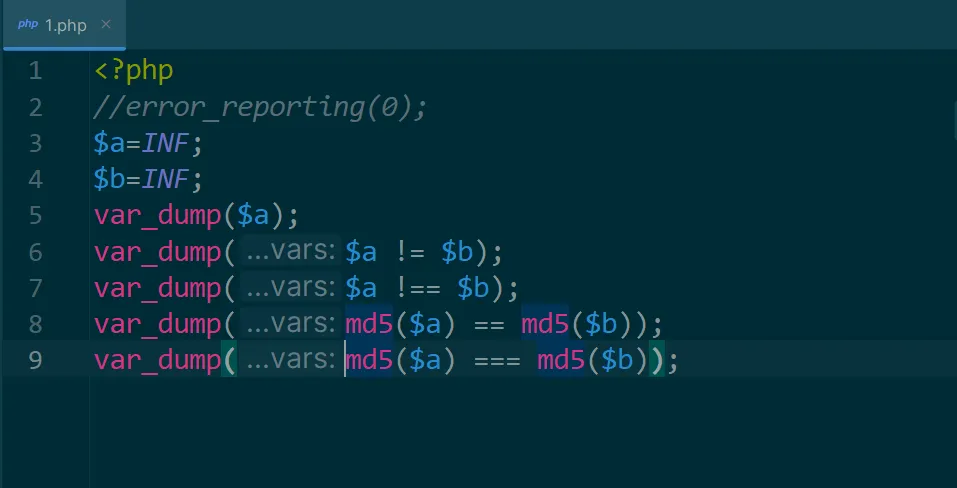 php 1.php ×
1 <?php
2 //error_reporting(0);
3 $a=INF;
4 $b=INF;
5 var_dump($a);
6 var_dump( ...vars: $a != $b);
7 var_dump( ...vars: $a !== $b);
8 var_dump( ...vars: md5($a) == md5($b));
9 var_dump( ...vars: md5($a) === md5($b));